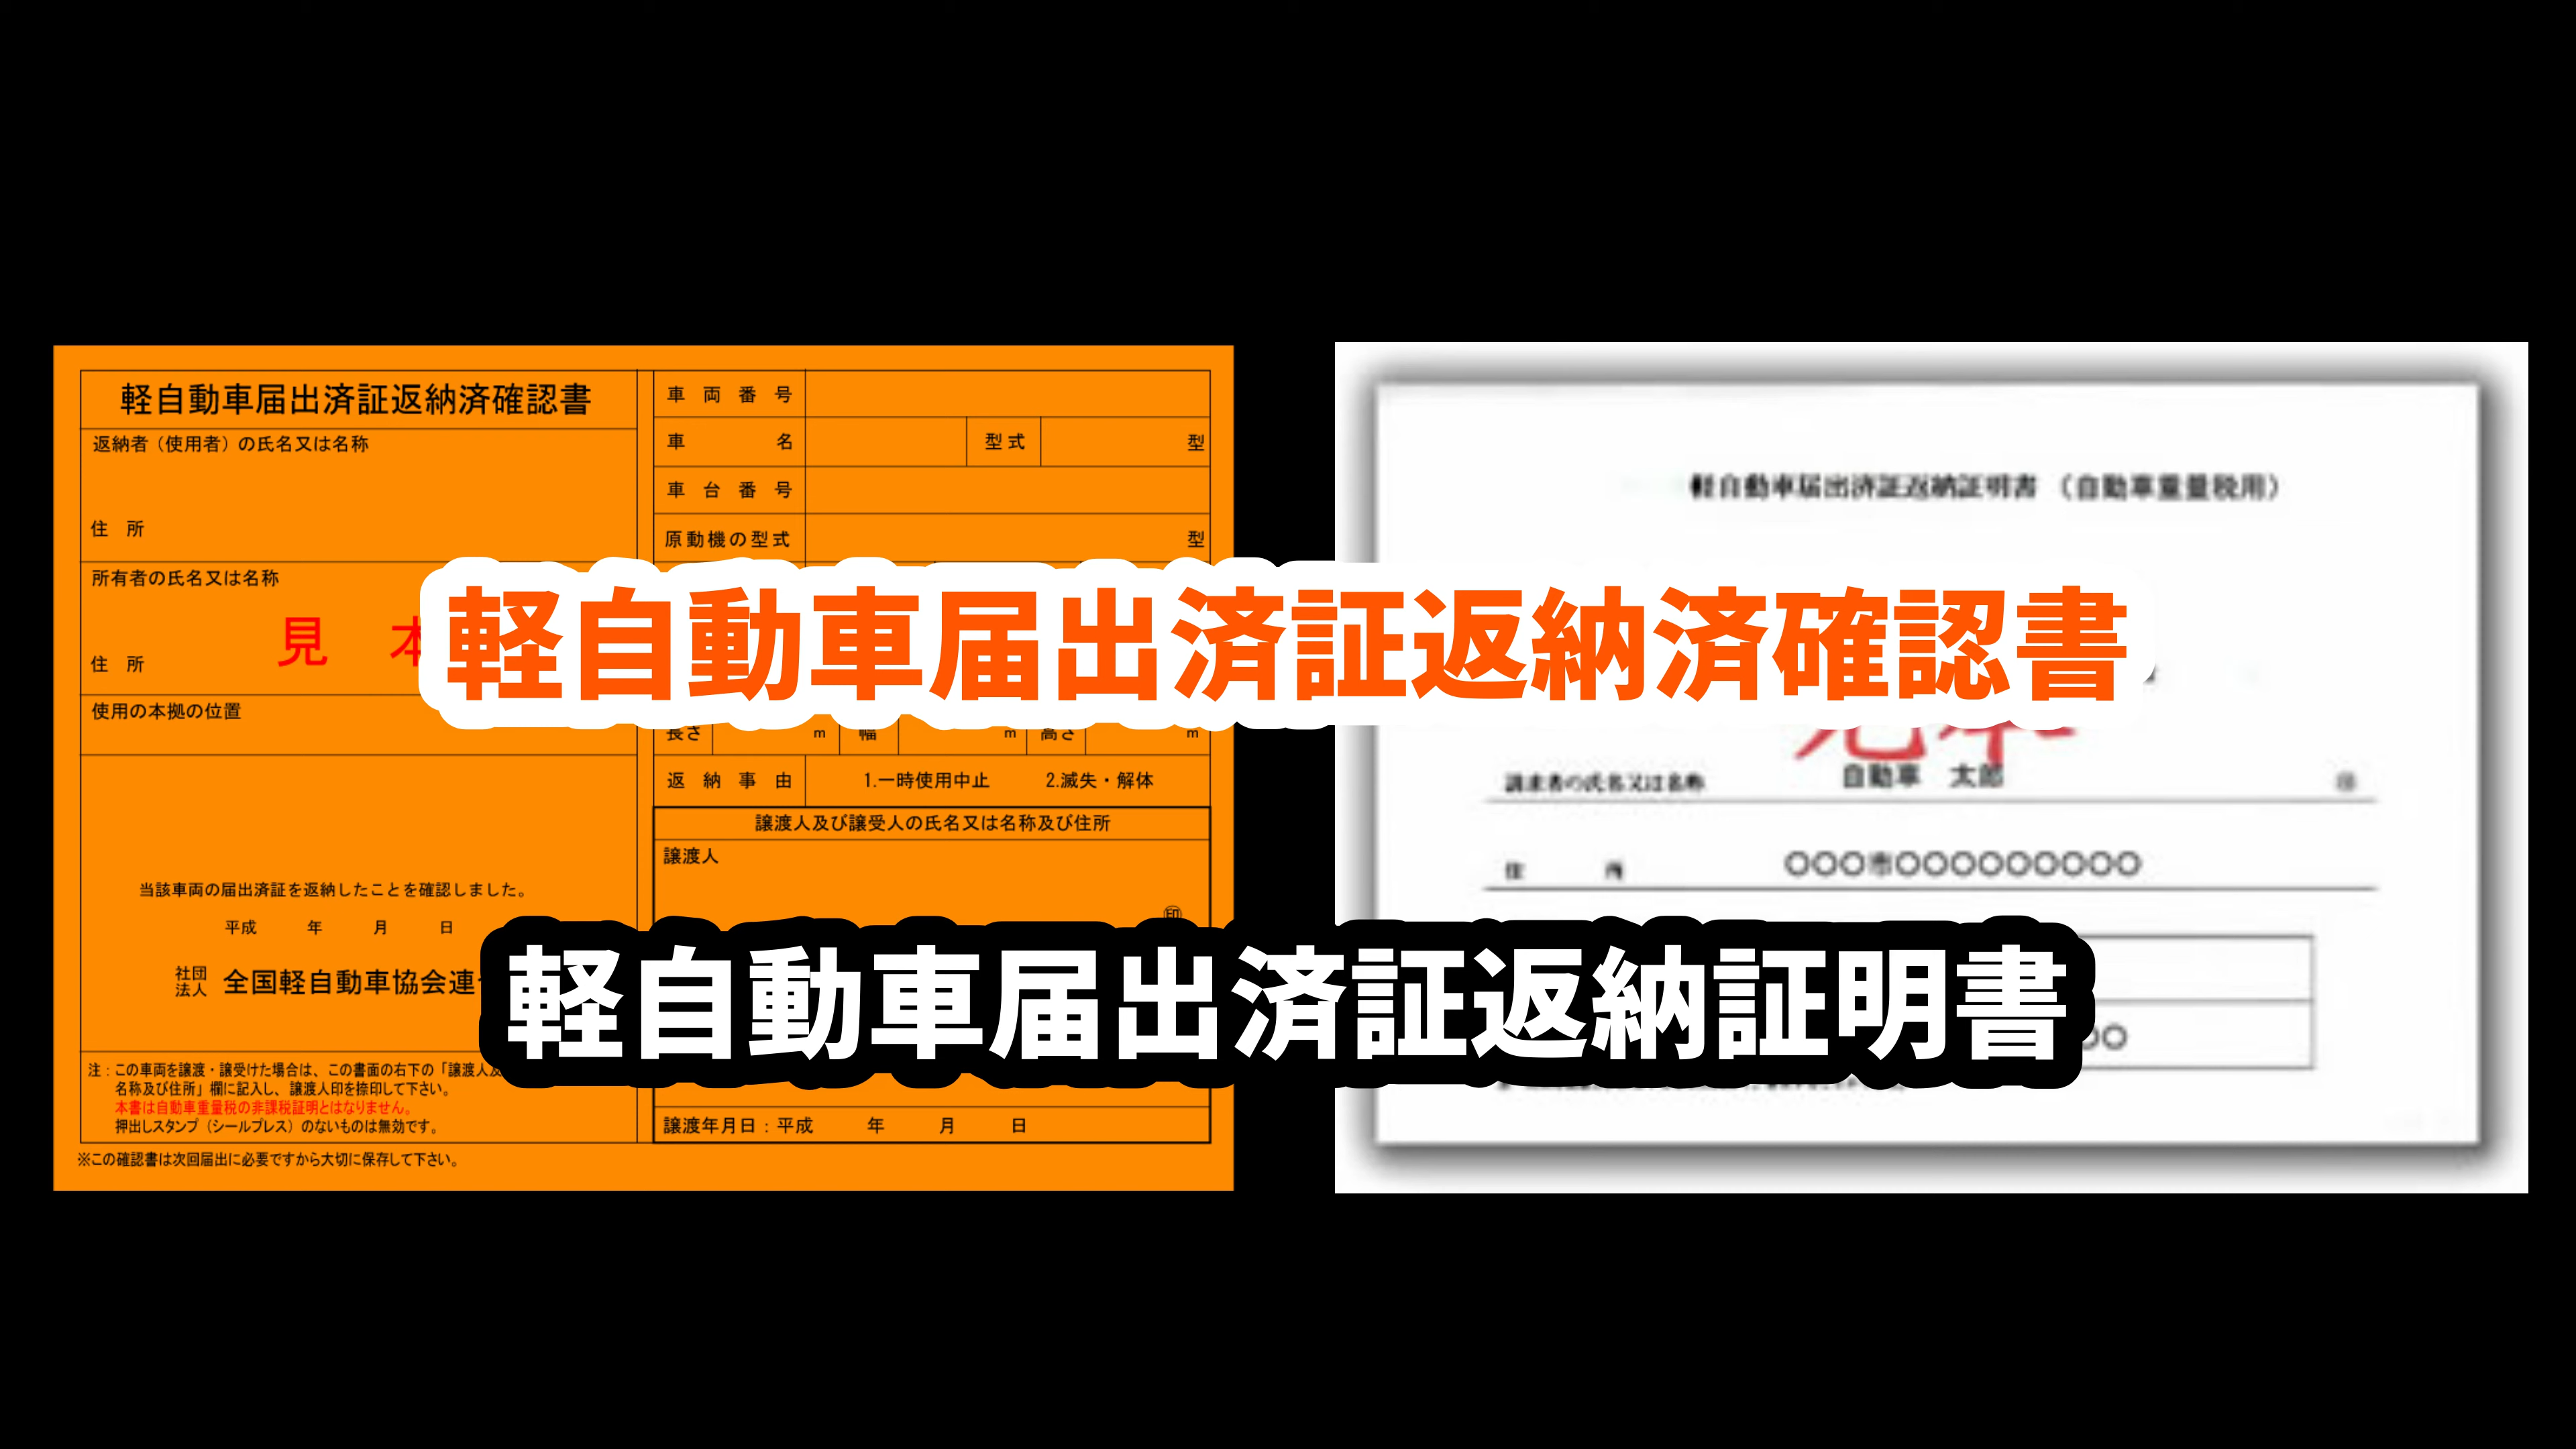 軽自動車届出済証返納済確認書
返納者（使用者）の氏名又は名称
住 所
所有者の氏名又は名称
見
住 所
使用の本拠の位置
当該車両の届出済証を返納したことを確認しました。
平成 年 月 日
社団法人 全国軽自動車協会連
注：この車両を譲渡・譲受けた場合は、この書面の右下の「譲渡人
名称及び住所」欄に記入し、譲渡人印を捺印して下さい。
本書は自動車重量税の非課税証明とはなりません。
押出しスタンプ（シールプレス）のないものは無効です。
※この確認書は次回届出に必要ですから大切に保存して下さい。
車両番号
車名 型式 型
車台番号
原動機の型式 型
長さ m 幅 m 高さ m
返納事由 1.一時使用中止 2.滅失・解体
譲渡人及び譲受人の氏名又は名称及び住所
譲渡人
㊞
譲渡年月日：平成 年 月 日
軽自動車届出済証返納証明書 （自動車重量税用）
見本
請求者の氏名又は名称 自動車 太郎
住 所 〇〇〇市〇〇〇〇〇〇〇〇〇
〇〇
軽自動車届出済証返納済確認書
軽自動車届出済証返納証明書